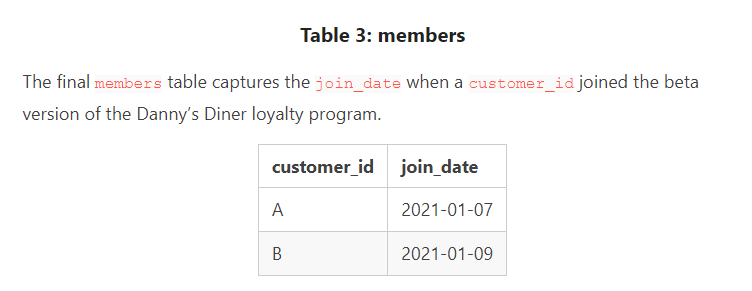 Table 3: members
The final members table captures the join_date when a customer_id joined the beta
version of the Danny’s Diner loyalty program.
customer_id join_date
A 2021-01-07
B 2021-01-09